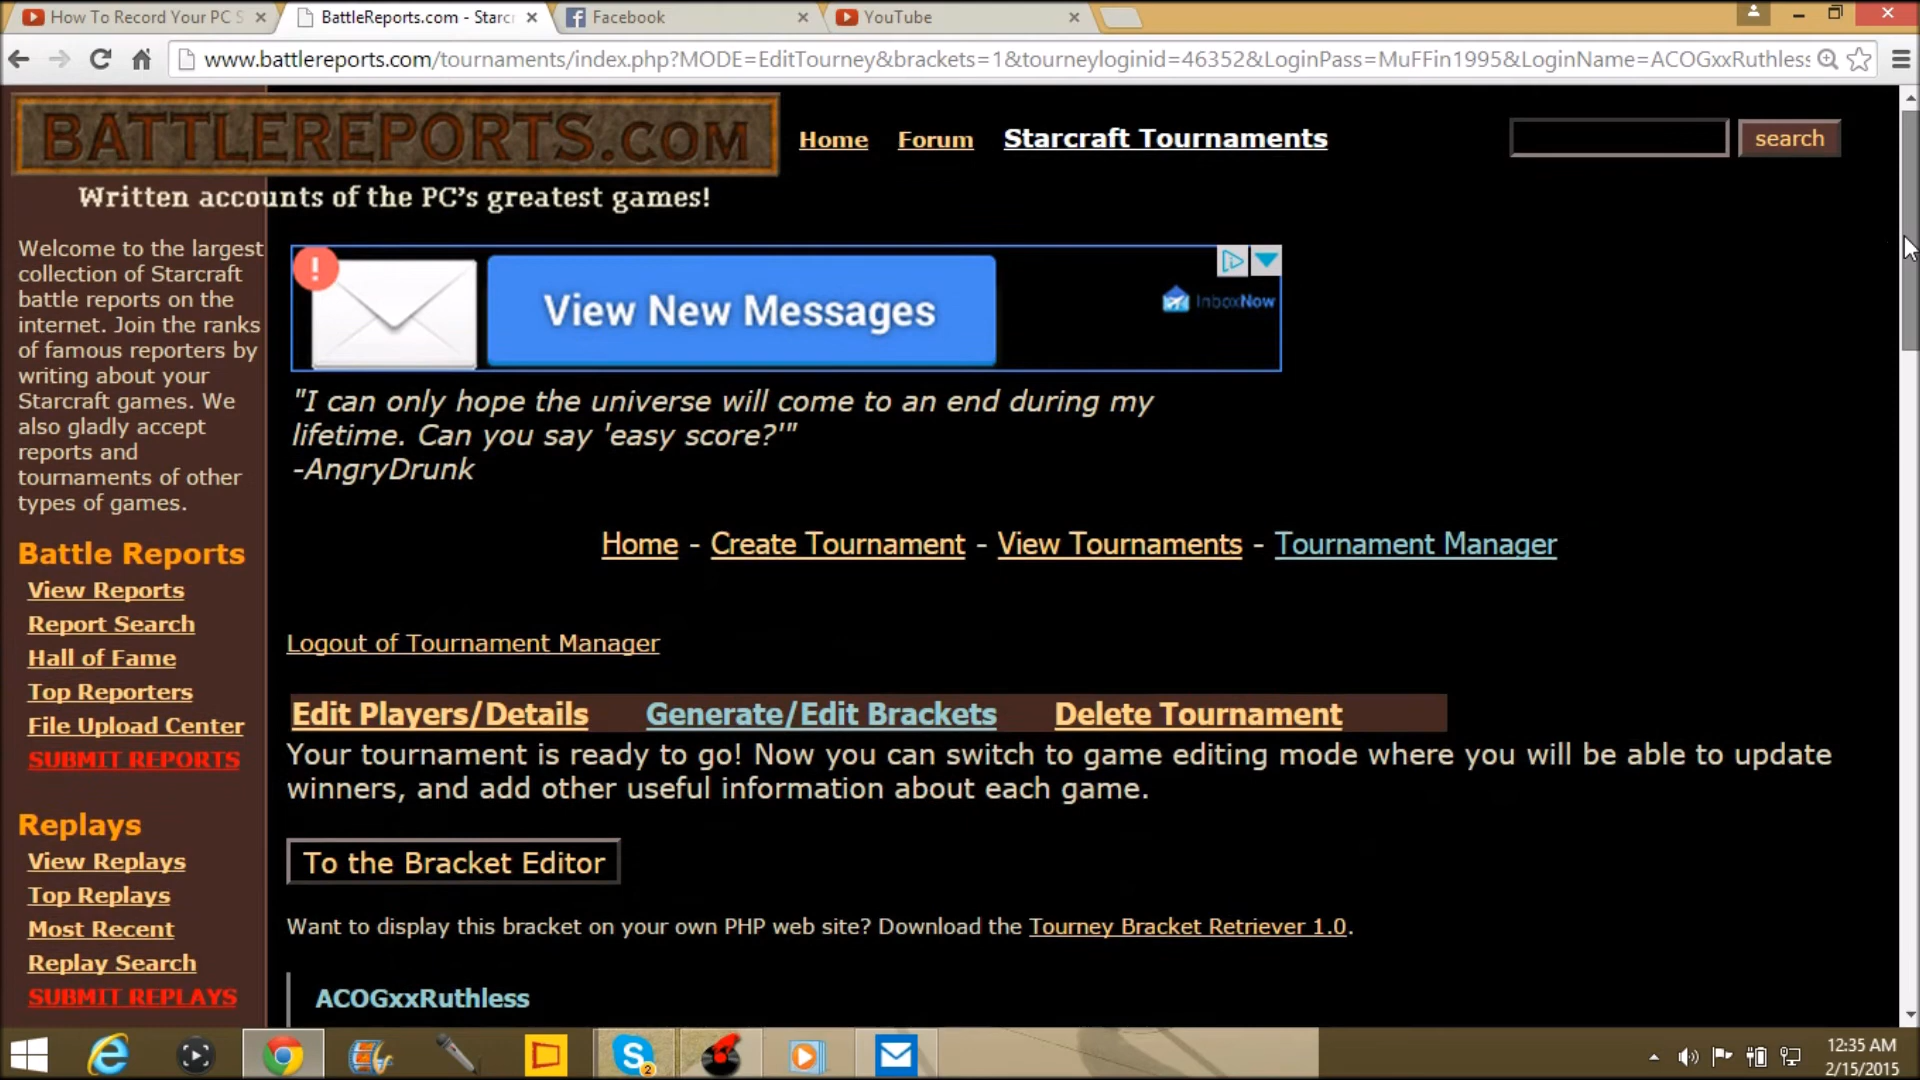 How To Record Your PC S
BattleReports.com - Starc
Facebook
YouTube
www.battlereports.com/tournaments/index.php?MODE=EditTourney&brackets=1&tourneyloginid=46352&LoginPass=MuFFin1995&LoginName=ACOGxxRuthless
BATTLEREPORTS.COM
Home
Forum
Starcraft Tournaments
search
Written accounts of the PC's greatest games!
Welcome to the largest
collection of Starcraft
battle reports on the
internet. Join the ranks
of famous reporters by
writing about your
Starcraft games. We
also gladly accept
reports and
tournaments of other
types of games.
Battle Reports
View Reports
Report Search
Hall of Fame
Top Reporters
File Upload Center
SUBMIT REPORTS
Replays
View Replays
Top Replays
Most Recent
Replay Search
SUBMIT REPLAYS
!
View New Messages
InboxNow
"I can only hope the universe will come to an end during my
lifetime. Can you say 'easy score?'"
-AngryDrunk
Home - Create Tournament - View Tournaments - Tournament Manager
Logout of Tournament Manager
Edit Players/Details Generate/Edit Brackets Delete Tournament
Your tournament is ready to go! Now you can switch to game editing mode where you will be able to update
winners, and add other useful information about each game.
To the Bracket Editor
Want to display this bracket on your own PHP web site? Download the Tourney Bracket Retriever 1.0.
ACOGxxRuthless
2
12:35 AM
2/15/2015